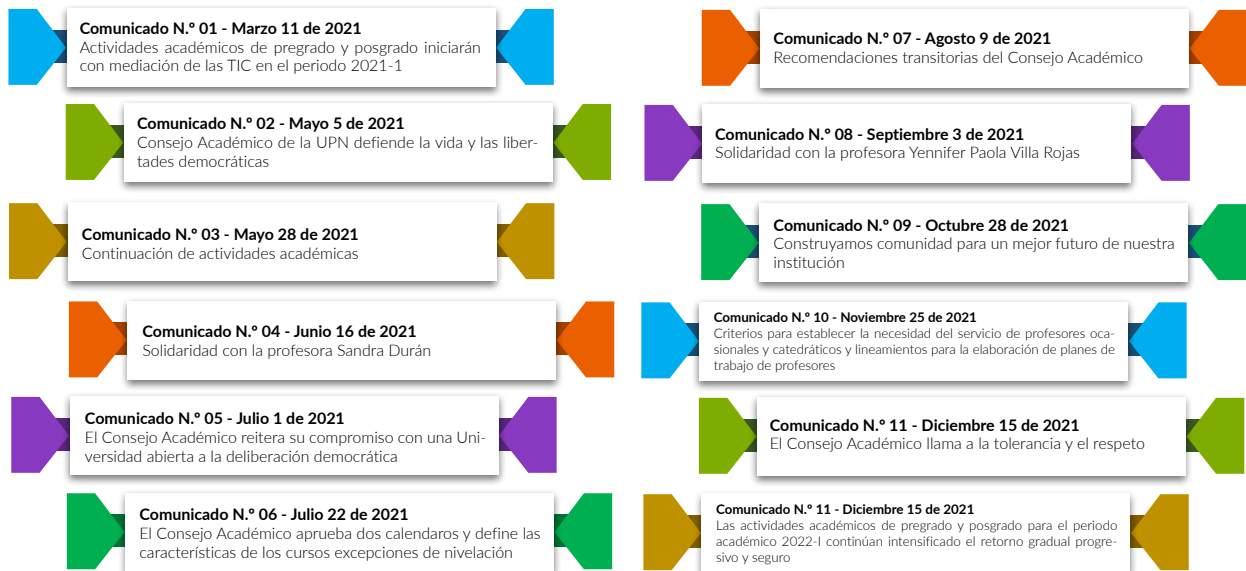 Comunicado N.º 01 - Marzo 11 de 2021
Actividades académicos de pregrado y posgrado iniciarán
con mediación de las TIC en el periodo 2021-1
Comunicado N.º 02 - Mayo 5 de 2021
Consejo Académico de la UPN defiende la vida y las liber-
tades democráticas
Comunicado N.º 03 - Mayo 28 de 2021
Continuación de actividades académicas
Comunicado N.º 04 - Junio 16 de 2021
Solidaridad con la profesora Sandra Durán
Comunicado N.º 05 - Julio 1 de 2021
El Consejo Académico reitera su compromiso con una Uni-
versidad abierta a la deliberación democrática
Comunicado N.º 06 - Julio 22 de 2021
El Consejo Académico aprueba dos calendaros y define las
características de los cursos excepciones de nivelación
Comunicado N.º 07 - Agosto 9 de 2021
Recomendaciones transitorias del Consejo Académico
Comunicado N.º 08 - Septiembre 3 de 2021
Solidaridad con la profesora Yennifer Paola Villa Rojas
Comunicado N.º 09 - Octubre 28 de 2021
Construyamos comunidad para un mejor futuro de nuestra
institución
Comunicado N.º 10 - Noviembre 25 de 2021
Criterios para establecer la necesidad del servicio de profesores oca-
sionales y catedráticos y lineamientos para la elaboración de planes de
trabajo de profesores
Comunicado N.º 11 - Diciembre 15 de 2021
El Consejo Académico llama a la tolerancia y el respeto
Comunicado N.º 11 - Diciembre 15 de 2021
Las actividades académicos de pregrado y posgrado para el periodo
académico 2022-I continúan intensificado el retorno gradual progre-
sivo y seguro